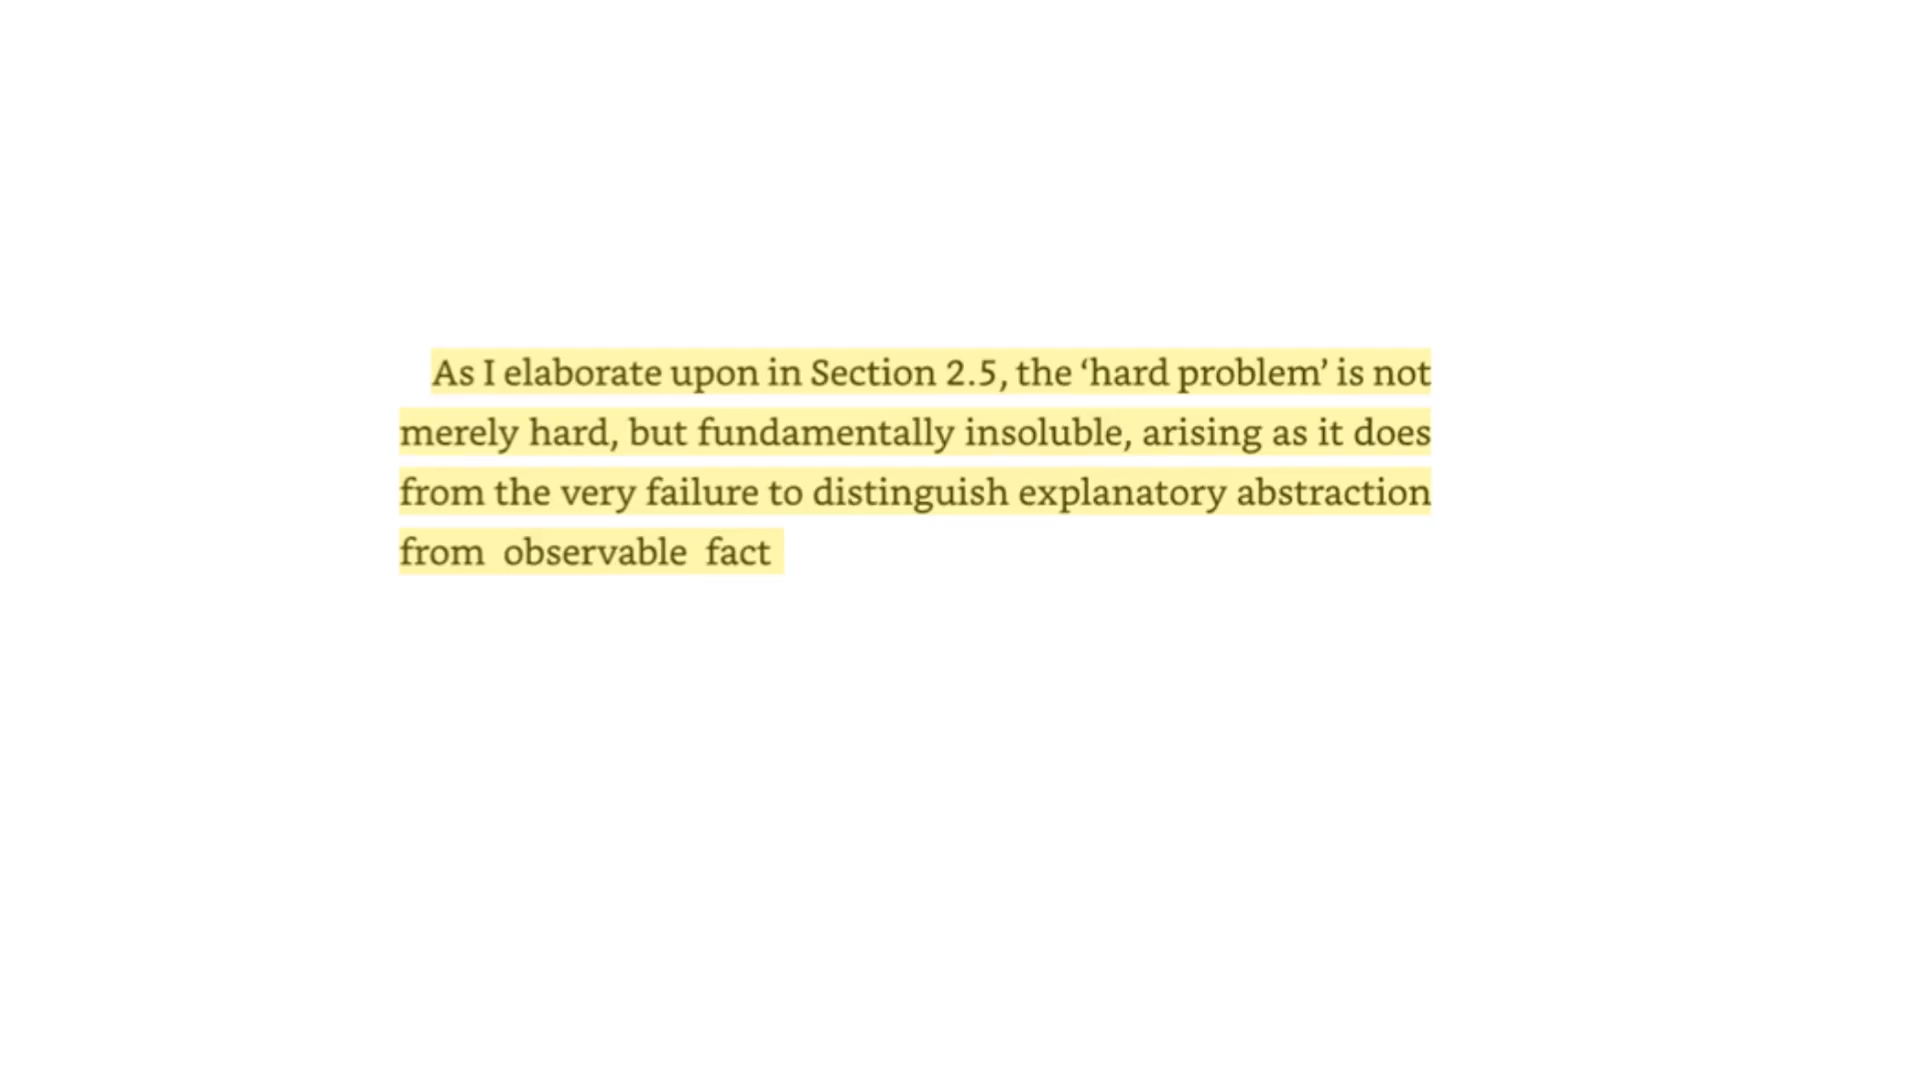 As I elaborate upon in Section 2.5, the ‘hard problem’ is not
merely hard, but fundamentally insoluble, arising as it does
from the very failure to distinguish explanatory abstraction
from observable fact